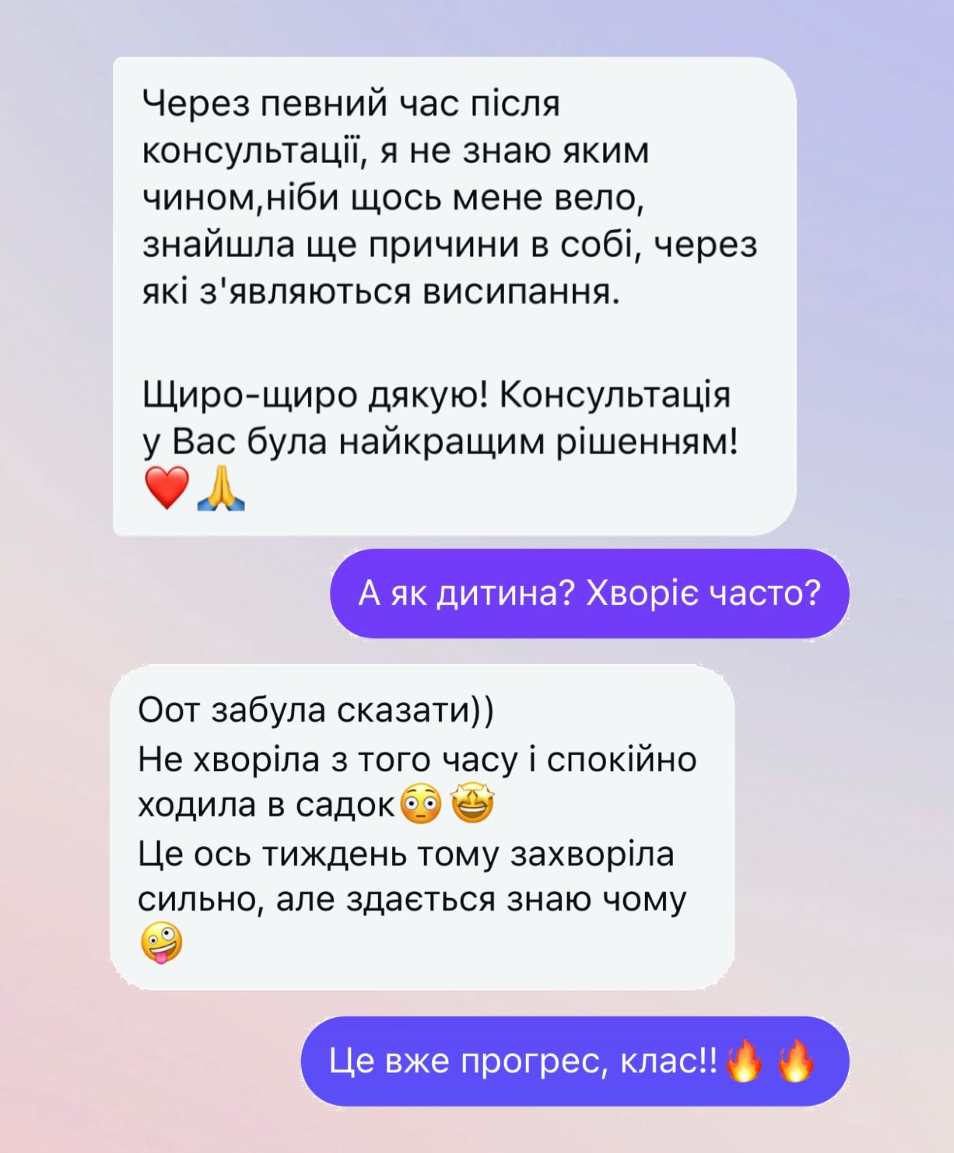 Через певний час після
консультації, я не знаю яким
чином,ніби щось мене вело,
знайшла ще причини в собі, через
які з'являються висипання.
Щиро-щиро дякую! Консультація
у Вас була найкращим рішенням!
❤️🙏
А як дитина? Хворіє часто?
Оот забула сказати))
Не хворіла з того часу і спокійно
ходила в садок😳🤩
Це ось тиждень тому захворіла
сильно, але здається знаю чому
🤪
Це вже прогрес, клас!!🔥🔥